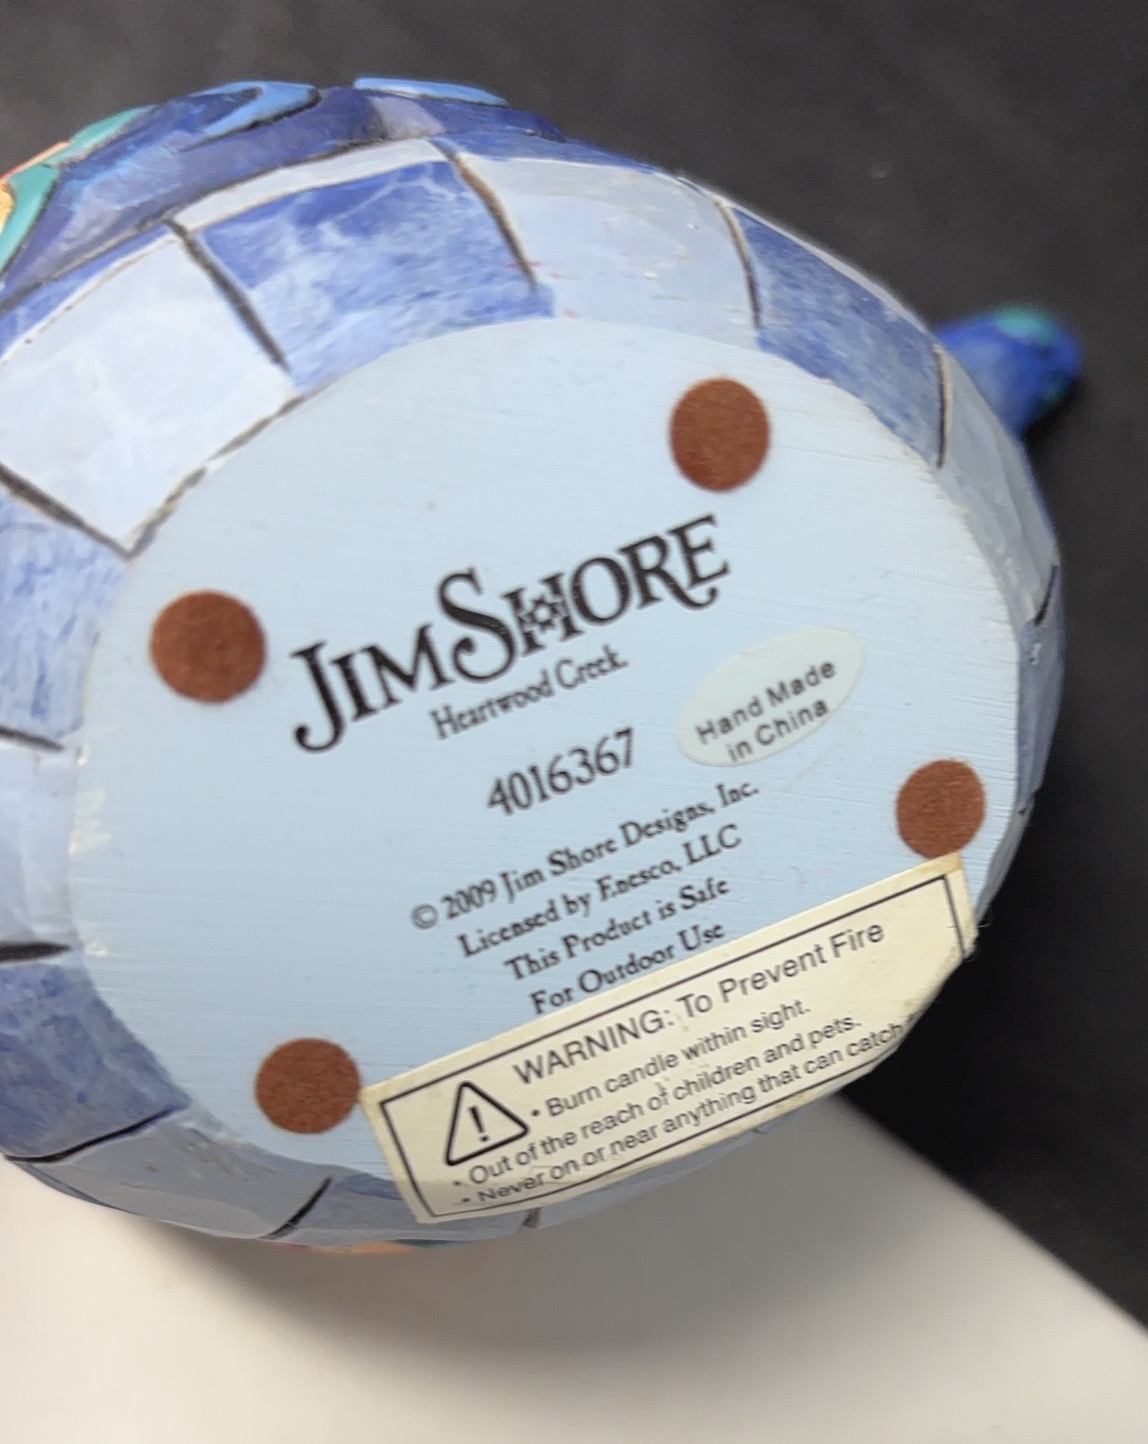 JIM SHORE
Heartwood Creek
4016367
Hand Made
in China
© 2009 Jim Shore Designs, Inc.
Licensed by Enesco, LLC
This Product is Safe
For Outdoor Use
WARNING: To Prevent Fire
• Burn candle within sight.
• Out of the reach of children and pets.
• Never on or near anything that can catch